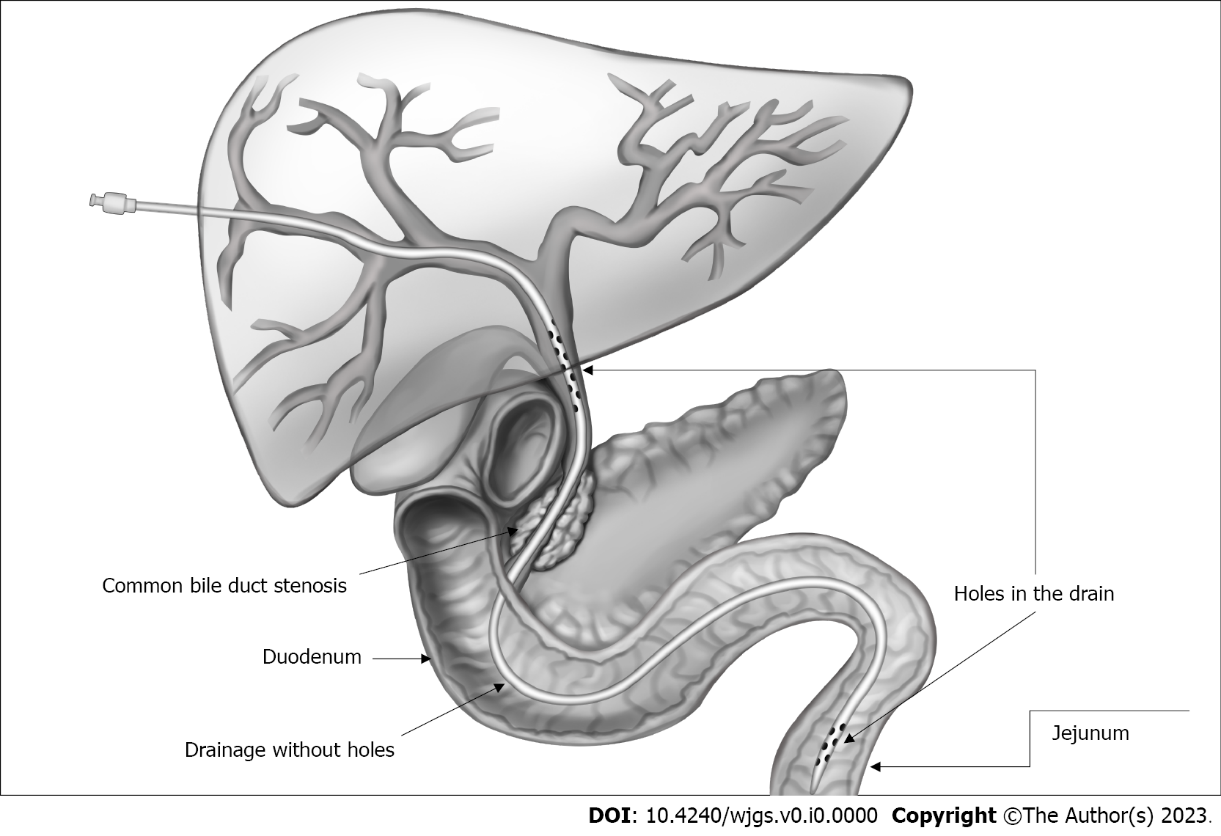 Common bile duct stenosis
Holes in the drain
Duodenum
Jejunum
Drainage without holes
DOI: 10.4240/wjgs.v0.i0.0000 Copyright ©The Author(s) 2023.